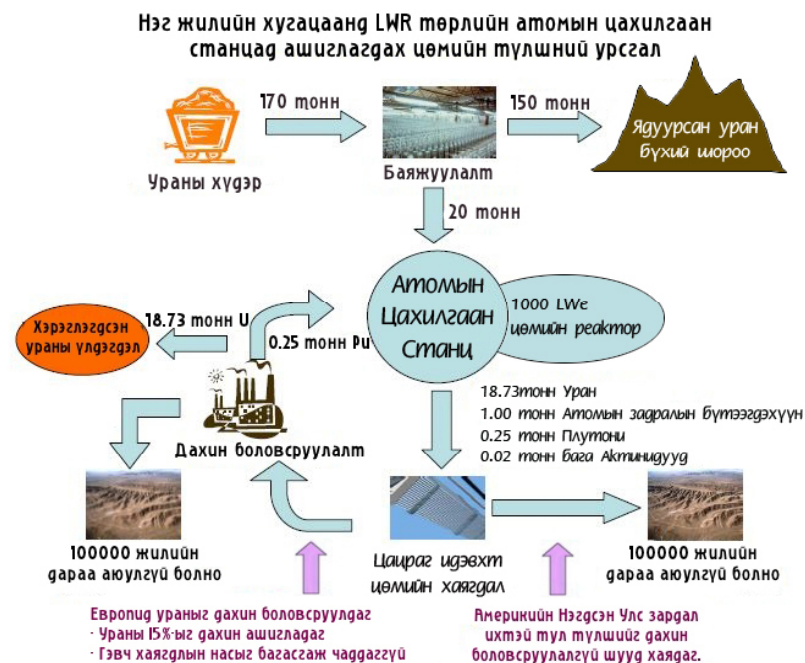 Нэг жилийн хугацаанд LWR төрлийн атомын цахилгаан
станцад ашиглагдах цөмийн түлшний урсгал
170 тонн
150 тонн
Ядуурсан уран
бүхий шороо
Ураны хүдэр
Баяжуулалт
20 тонн
Атомын
Цахилгаан
Станц
1000 LWe
цөмийн реактор
Хэрэглэгдсэн
ураны үлдэгдэл
18.73 тонн U
0.25 тонн Pu
18.73тонн Уран
1.00 тонн Атомын задралын бүтээгдэхүүн
0.25 тонн Плутони
0.02 тонн бага Актинидууд
Дахин боловсруулалт
100000 жилийн
дараа аюулгүй болно
Цацраг идэвхт
цөмийн хаягдал
100000 жилийн
дараа аюулгүй болно
Европид ураныг дахин боловсруулдаг
- Ураны 15%-ыг дахин ашигладаг
- Гэвч хаягдлын насыг багасгаж чаддаггүй
Америкийн Нэгдсэн Улс зардал
ихтэй тул түлшийг дахин
боловсруулалгүй шууд хаядаг.